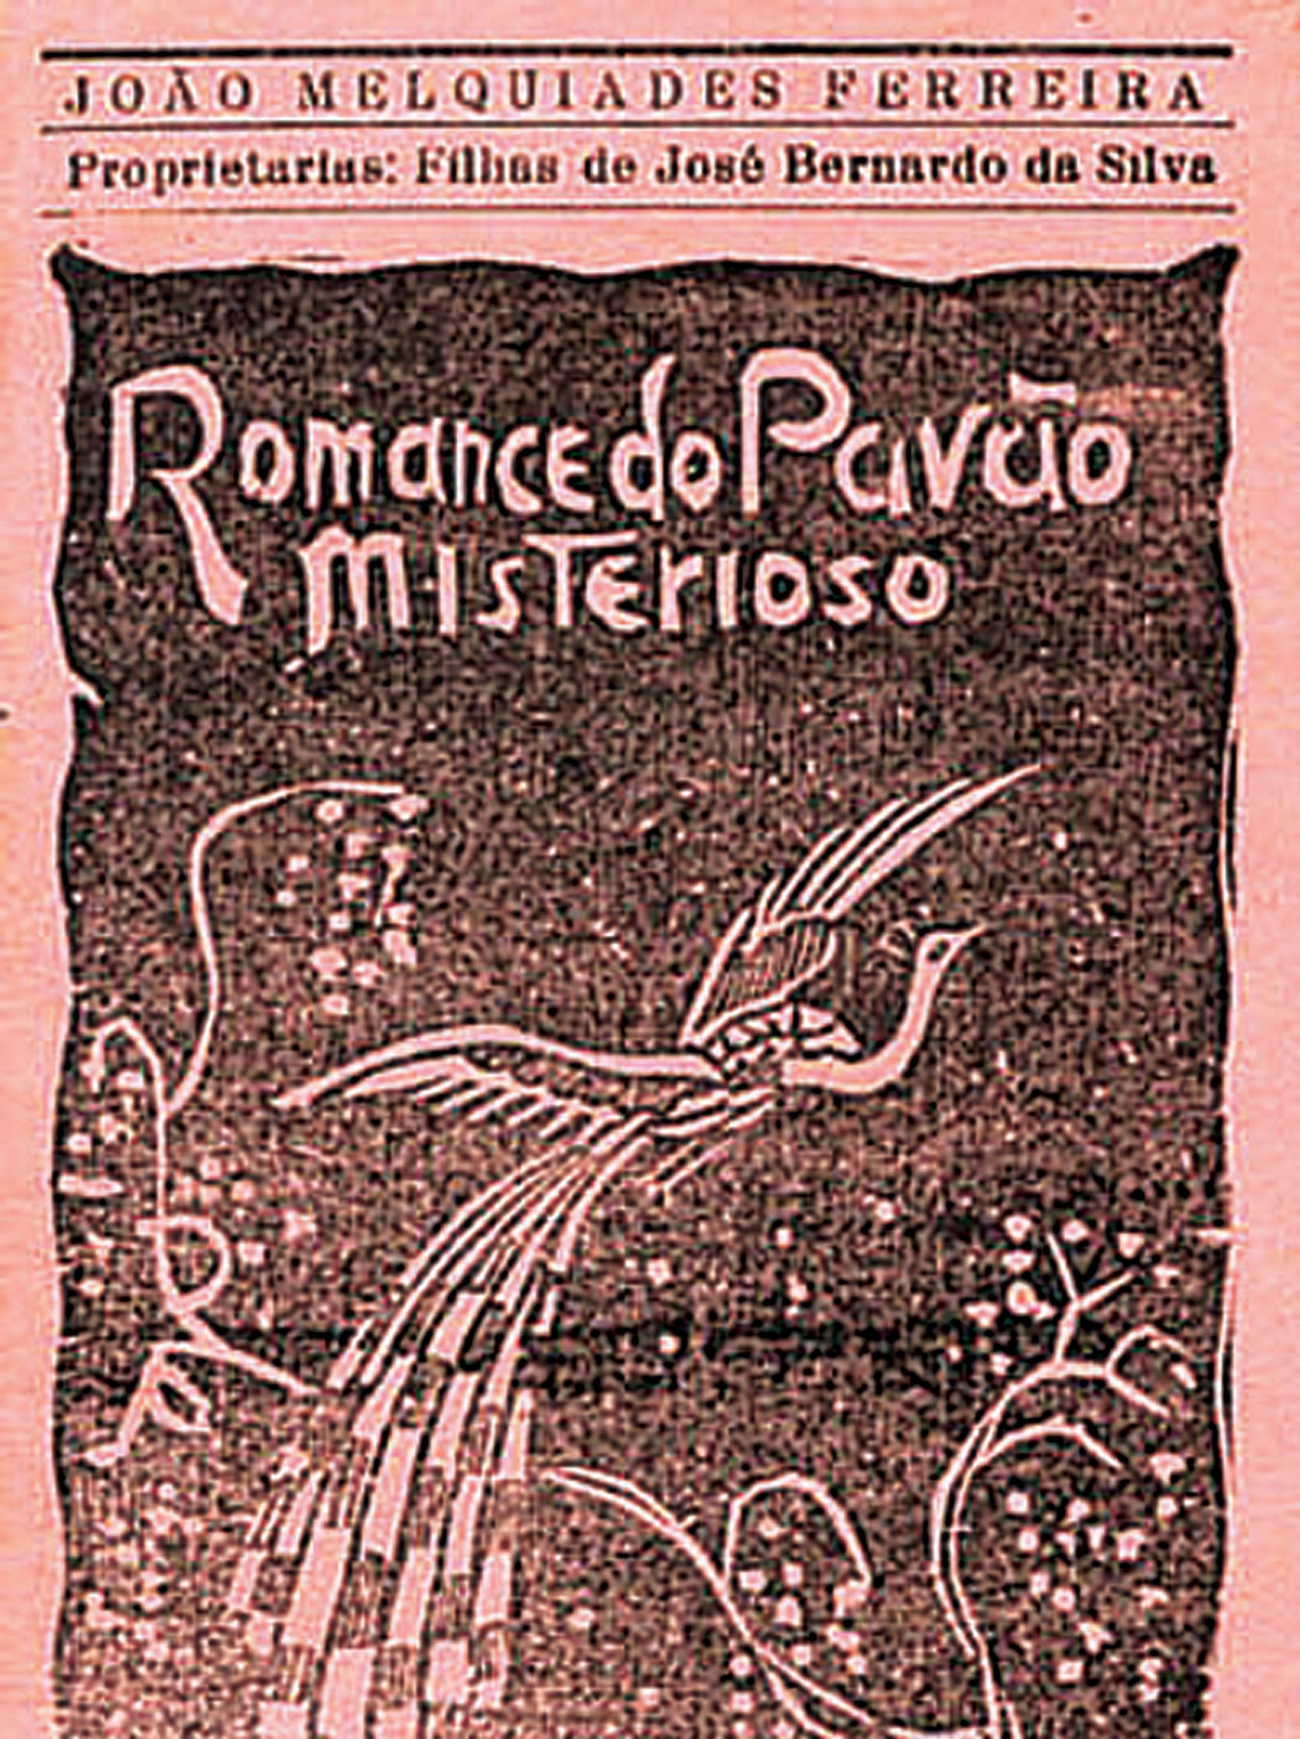 JOÃO MELQUIADES FERREIRA
Proprietarias: Filhas de José Bernardo da Silva
Romance do Pavão
Misterioso